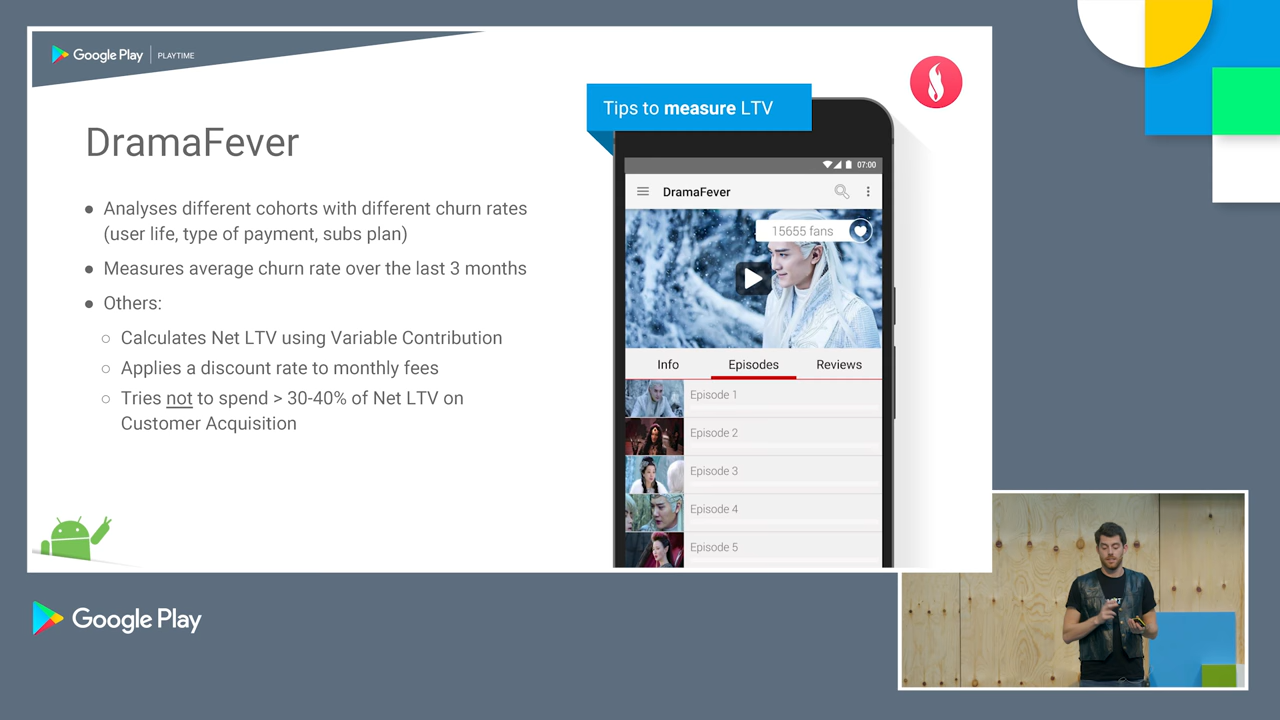 Google Play | PLAYTIME
Tips to measure LTV
DramaFever
● Analyses different cohorts with different churn rates
(user life, type of payment, subs plan)
● Measures average churn rate over the last 3 months
● Others:
○ Calculates Net LTV using Variable Contribution
○ Applies a discount rate to monthly fees
○ Tries not to spend > 30-40% of Net LTV on
Customer Acquisition
07:00
DramaFever
15655 fans
Info Episodes Reviews
Episode 1
Episode 2
Episode 3
Episode 4
Episode 5
Google Play